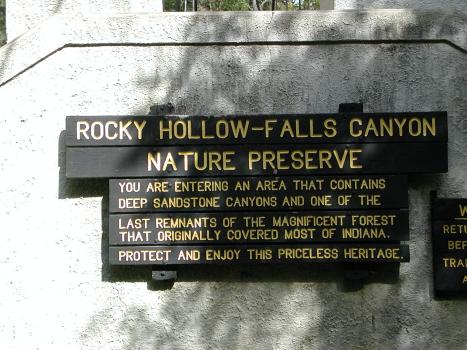 ROCKY HOLLOW-FALLS CANYON
NATURE PRESERVE
YOU ARE ENTERING AN AREA THAT CONTAINS
DEEP SANDSTONE CANYONS AND ONE OF THE
LAST REMNANTS OF THE MAGNIFICENT FOREST
THAT ORIGINALLY COVERED MOST OF INDIANA.
PROTECT AND ENJOY THIS PRICELESS HERITAGE.